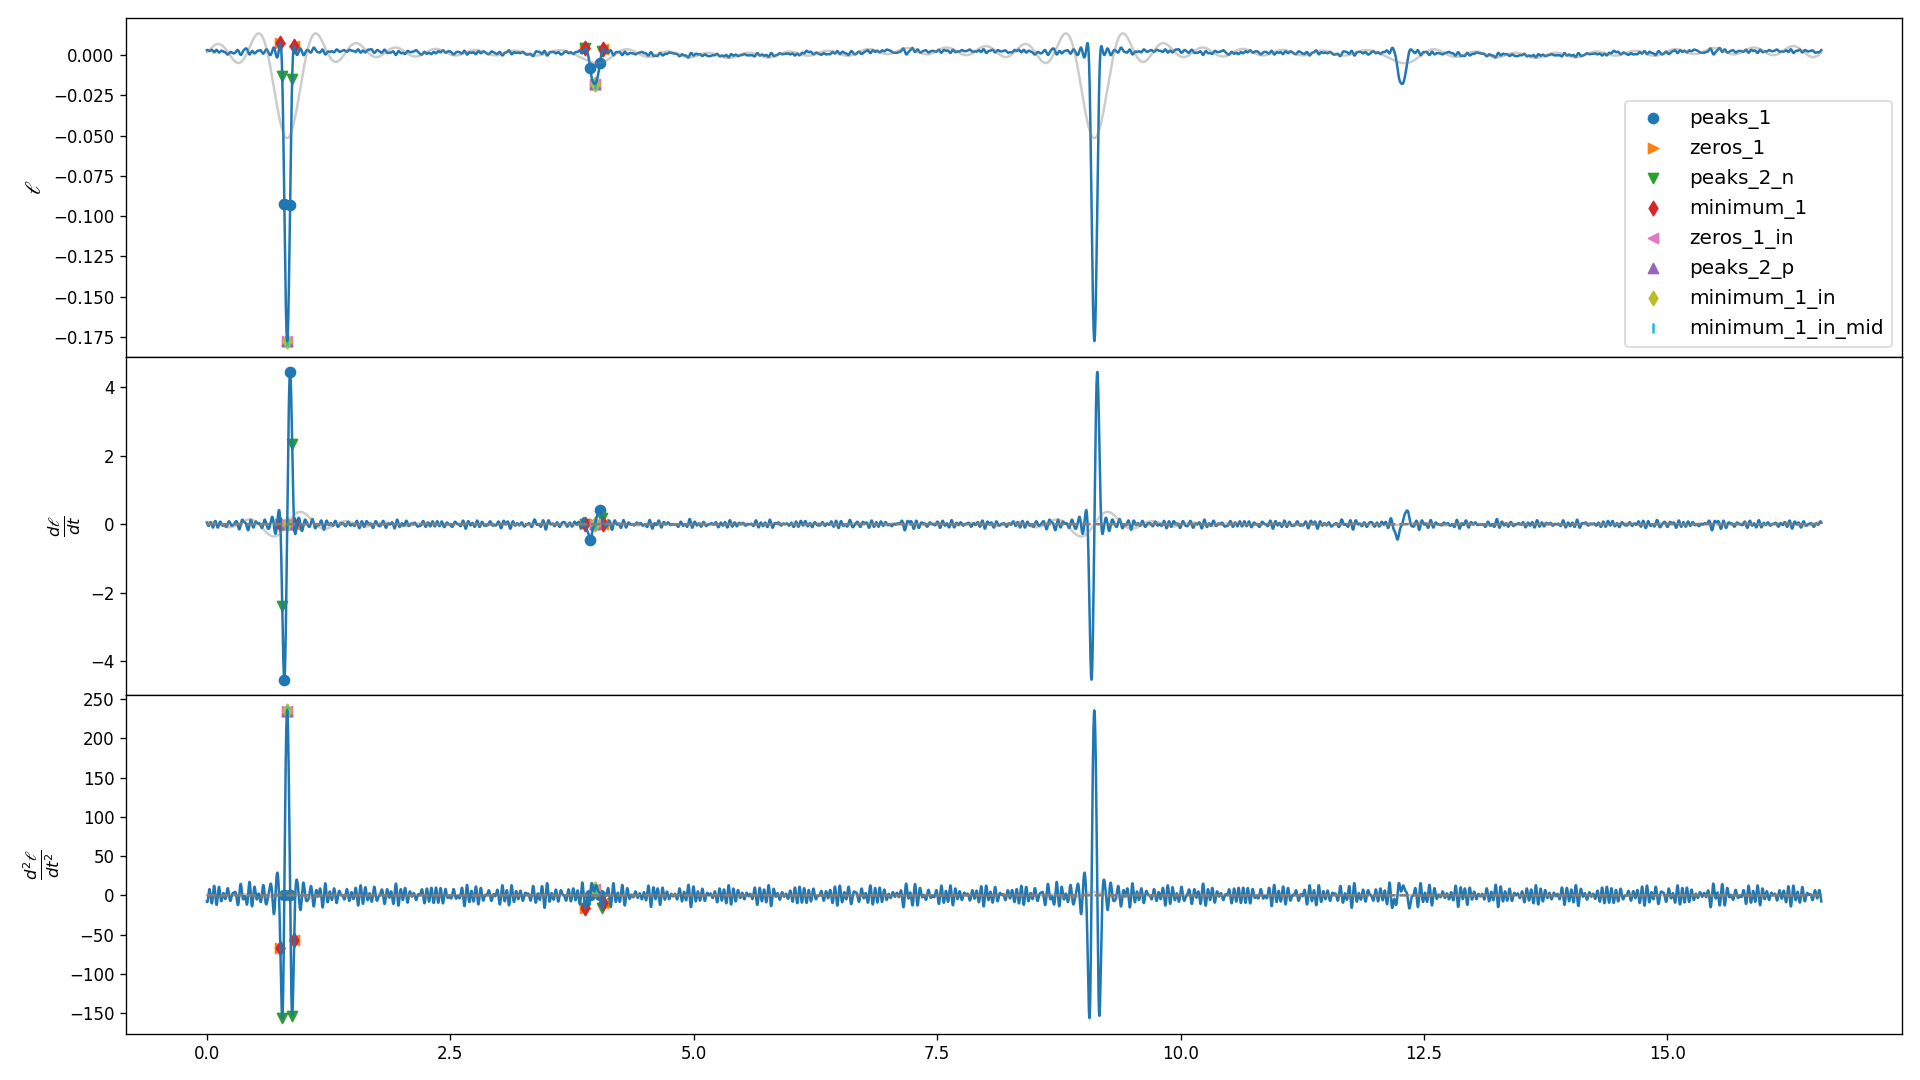 0.000
−0.025
−0.050
−0.075
−0.100
−0.125
−0.150
−0.175
ℓ
peaks_1
zeros_1
peaks_2_n
minimum_1
zeros_1_in
peaks_2_p
minimum_1_in
minimum_1_in_mid
4
2
0
−2
−4
dℓ
dt
250
200
150
100
50
0
−50
−100
−150
d²ℓ
dt²
0.0 2.5 5.0 7.5 10.0 12.5 15.0